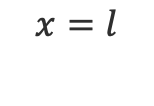 x = l